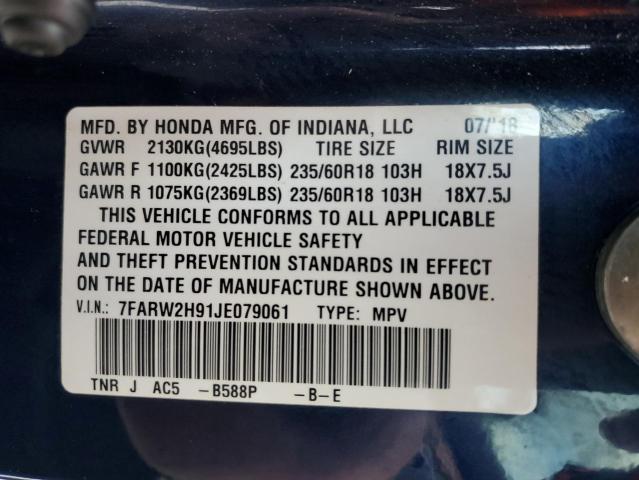 MFD. BY HONDA MFG. OF INDIANA, LLC 07/'18
GVWR 2130KG(4695LBS) TIRE SIZE RIM SIZE
GAWR F 1100KG(2425LBS) 235/60R18 103H 18X7.5J
GAWR R 1075KG(2369LBS) 235/60R18 103H 18X7.5J
THIS VEHICLE CONFORMS TO ALL APPLICABLE
FEDERAL MOTOR VEHICLE SAFETY
AND THEFT PREVENTION STANDARDS IN EFFECT
ON THE DATE OF MANUFACTURE SHOWN ABOVE.
V.I.N.: 7FARW2H91JE079061 TYPE: MPV
TNR J AC5 -B588P -B-E